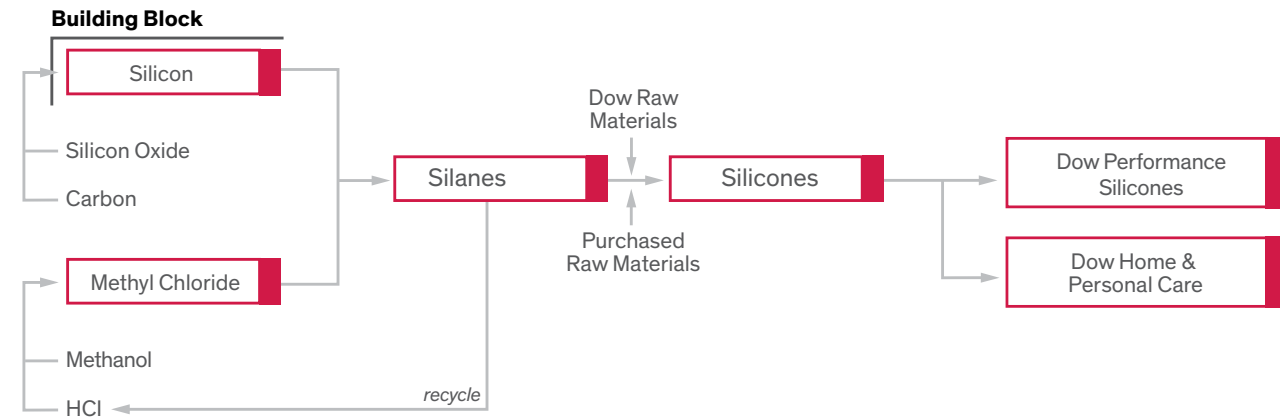 Building Block
Silicon
Silicon Oxide
Carbon
Methyl Chloride
Methanol
HCl
recycle
Silanes
Dow Raw
Materials
Purchased
Raw Materials
Silicones
Dow Performance
Silicones
Dow Home &
Personal Care